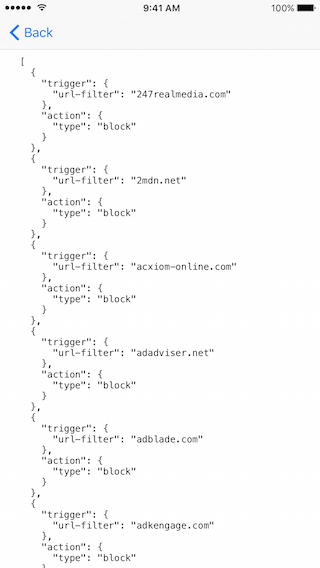 9:41 AM 100%
Back
[
  {
    "trigger": {
      "url-filter": "247realmedia.com"
    },
    "action": {
      "type": "block"
    }
  },
  {
    "trigger": {
      "url-filter": "2mdn.net"
    },
    "action": {
      "type": "block"
    }
  },
  {
    "trigger": {
      "url-filter": "acxiom-online.com"
    },
    "action": {
      "type": "block"
    }
  },
  {
    "trigger": {
      "url-filter": "adadviser.net"
    },
    "action": {
      "type": "block"
    }
  },
  {
    "trigger": {
      "url-filter": "adblade.com"
    },
    "action": {
      "type": "block"
    }
  },
  {
    "trigger": {
      "url-filter": "adkengage.com"
    },
    "action": {
      "type": "block"
    }